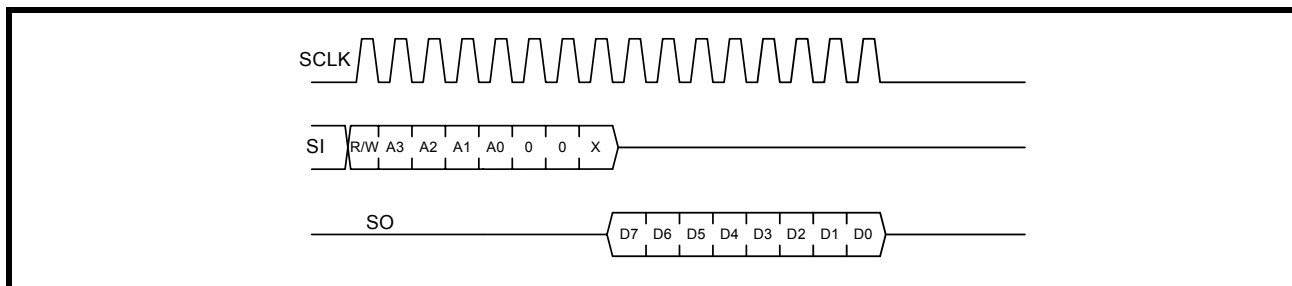 SCLK
SI R/W A3 A2 A1 A0 0 0 X
SO
D7 D6 D5 D4 D3 D2 D1 D0